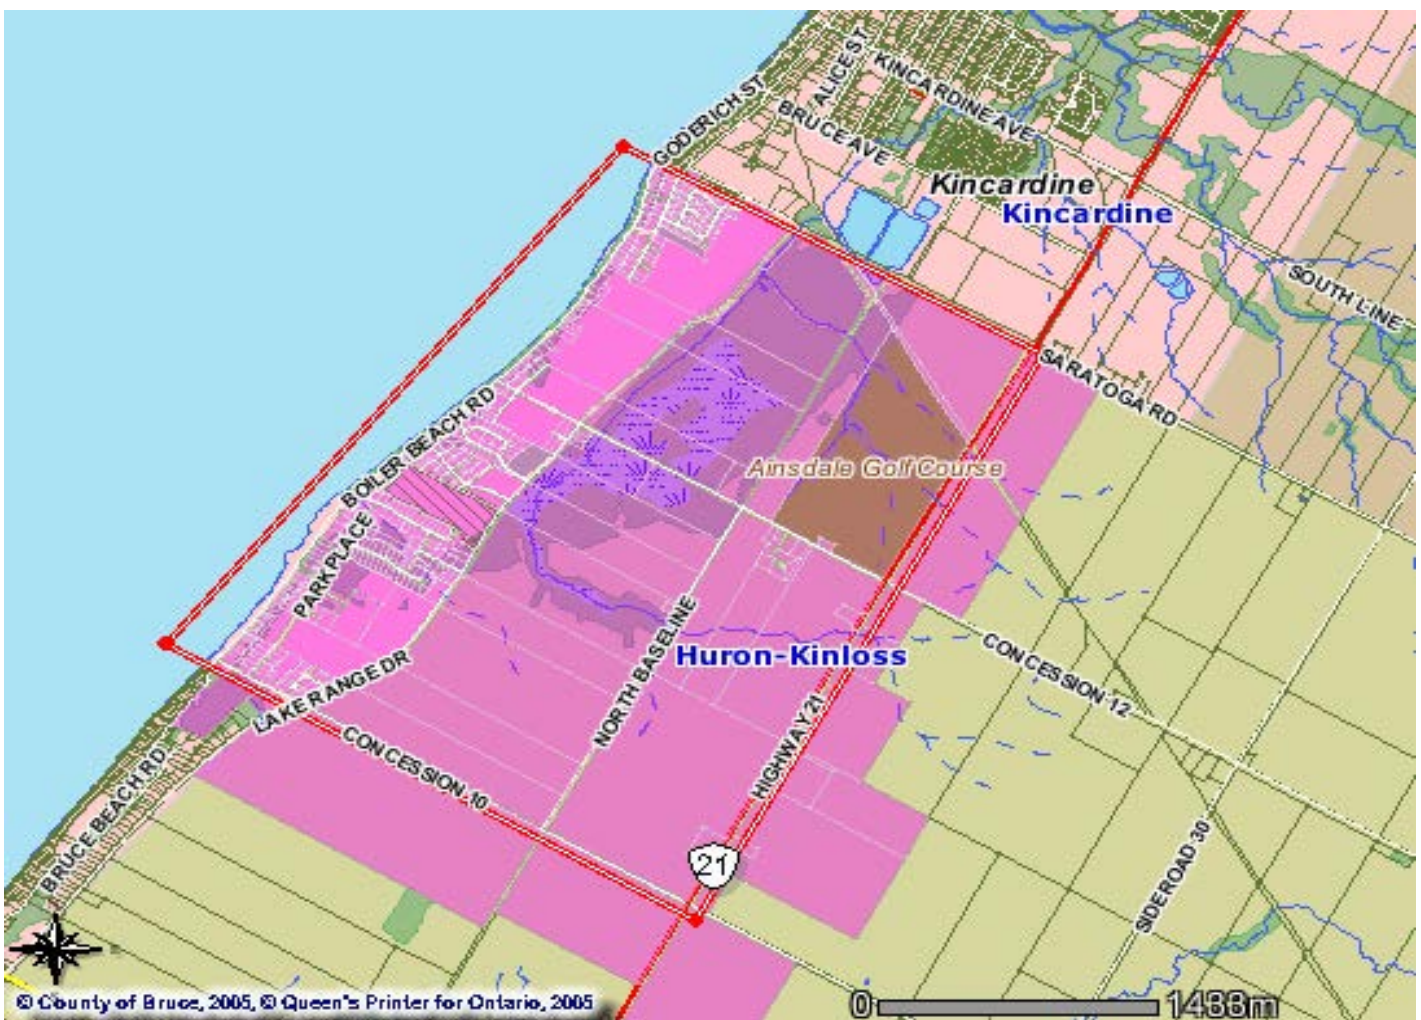 ALICE ST
KINCARDINE AVE
GODERICH ST
BRUCE AVE
Kincardine
Kincardine
SOUTH LINE
SARATOGA RD
BOILER BEACH RD
Ainsdale Golf Course
PARK PLACE
NORTH BASELINE
Huron-Kinloss
CONCESSION 12
LAKE RANGE DR
HIGHWAY 21
CONCESSION 10
BRUCE BEACH RD
21
SIDEROAD 30
© County of Bruce, 2005, © Queen's Printer for Ontario, 2005
0 1433m